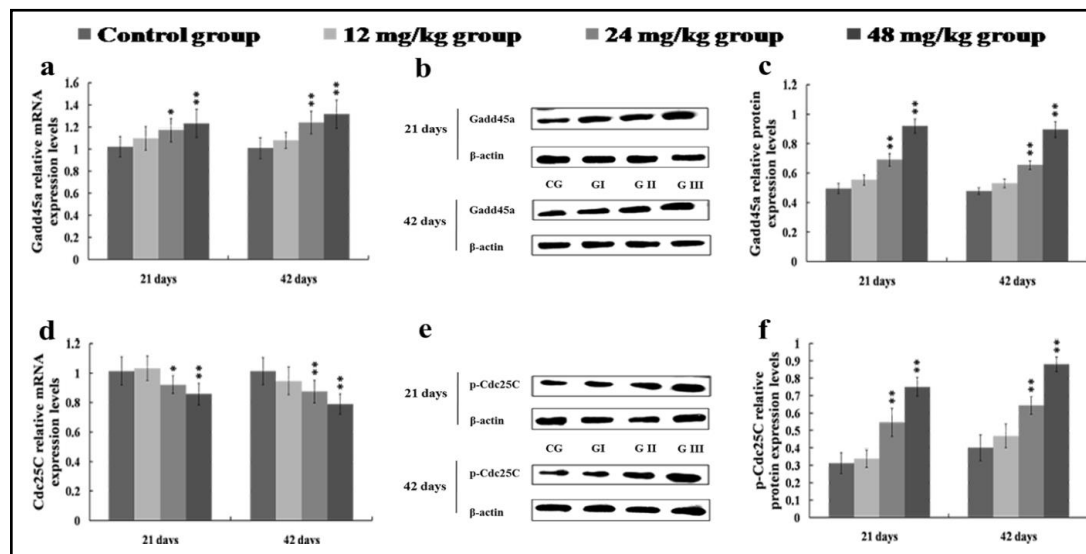 Control group 12 mg/kg group 24 mg/kg group 48 mg/kg group
a
Gadd45a relative mRNA
expression levels
1.6
1.4
1.2
1
0.8
0.6
0.4
0.2
0
* ** ** **
21 days 42 days
b
21 days
Gadd45a
β-actin
CG GI G II G III
42 days
Gadd45a
β-actin
c
Gadd45a relative protein
expression levels
1
0.8
0.6
0.4
0.2
0
** ** ** **
21 days 42 days
d
Cdc25C relative mRNA
expression levels
1.2
1
0.8
0.6
0.4
0.2
0
* ** ** **
21 days 42 days
e
21 days
p-Cdc25C
β-actin
CG GI G II G III
42 days
p-Cdc25C
β-actin
f
p-Cdc25C relative
protein expression levels
1
0.9
0.8
0.7
0.6
0.5
0.4
0.3
0.2
0.1
0
** ** ** **
21 days 42 days